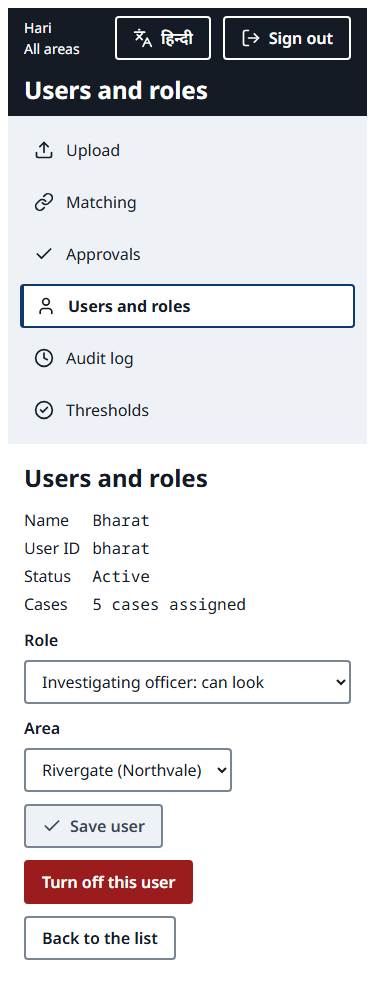 Hari
All areas
हिन्दी
Sign out
Users and roles
Upload
Matching
Approvals
Users and roles
Audit log
Thresholds
Users and roles
Name Bharat
User ID bharat
Status Active
Cases 5 cases assigned
Role
Investigating officer: can look
Area
Rivergate (Northvale)
Save user
Turn off this user
Back to the list